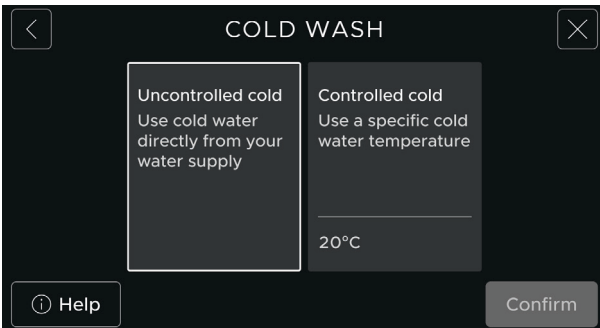 COLD WASH
Uncontrolled cold
Use cold water
directly from your
water supply
Controlled cold
Use a specific cold
water temperature
20°C
Help
Confirm